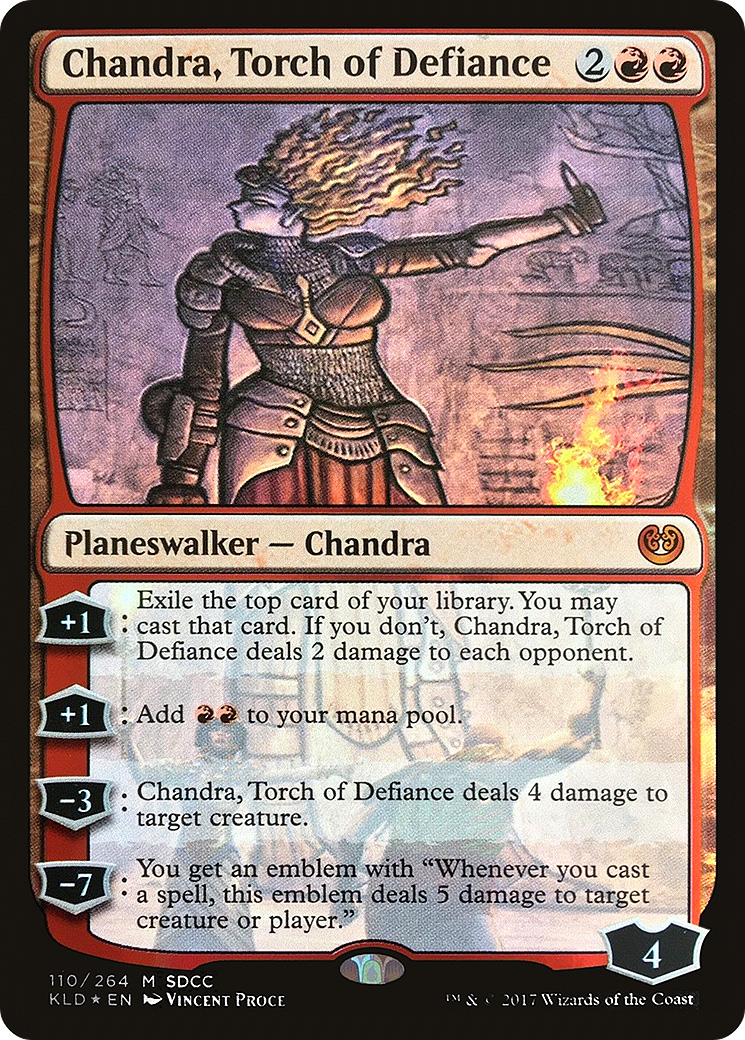 Chandra, Torch of Defiance 2
Planeswalker — Chandra
+1 : Exile the top card of your library. You may
cast that card. If you don't, Chandra, Torch of
Defiance deals 2 damage to each opponent.
+1 : Add to your mana pool.
−3 : Chandra, Torch of Defiance deals 4 damage to
target creature.
−7 : You get an emblem with “Whenever you cast
a spell, this emblem deals 5 damage to target
creature or player.”
4
110/264 M SDCC
KLD ★ EN Vincent Proce
™ & © 2017 Wizards of the Coast